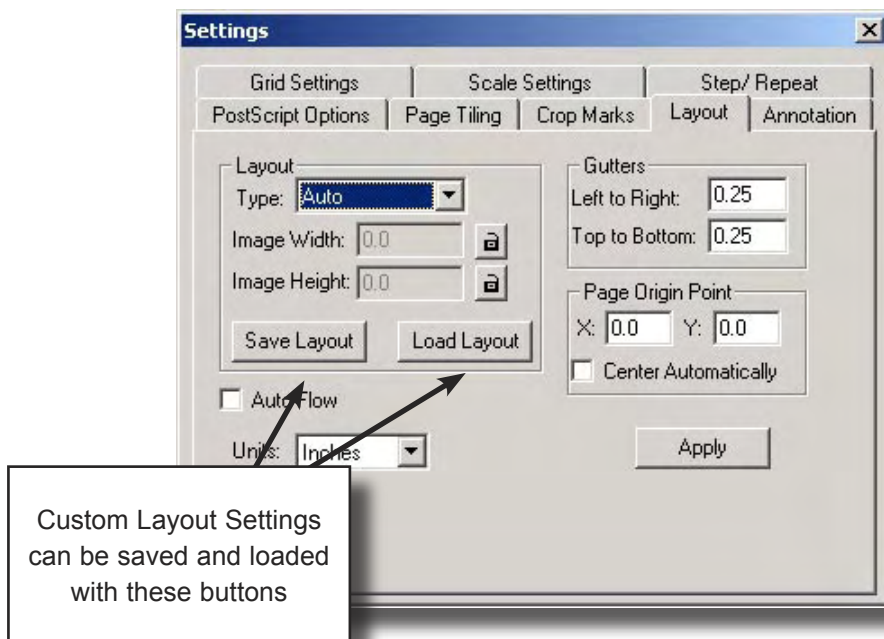 Settings
Grid Settings Scale Settings Step/ Repeat
PostScript Options Page Tiling Crop Marks Layout Annotation
Layout
Type: Auto
Image Width: 0.0
Image Height: 0.0
Save Layout Load Layout
Gutters
Left to Right: 0.25
Top to Bottom: 0.25
Page Origin Point
X: 0.0 Y: 0.0
Center Automatically
Auto Flow
Units: Inches
Apply
Custom Layout Settings
can be saved and loaded
with these buttons